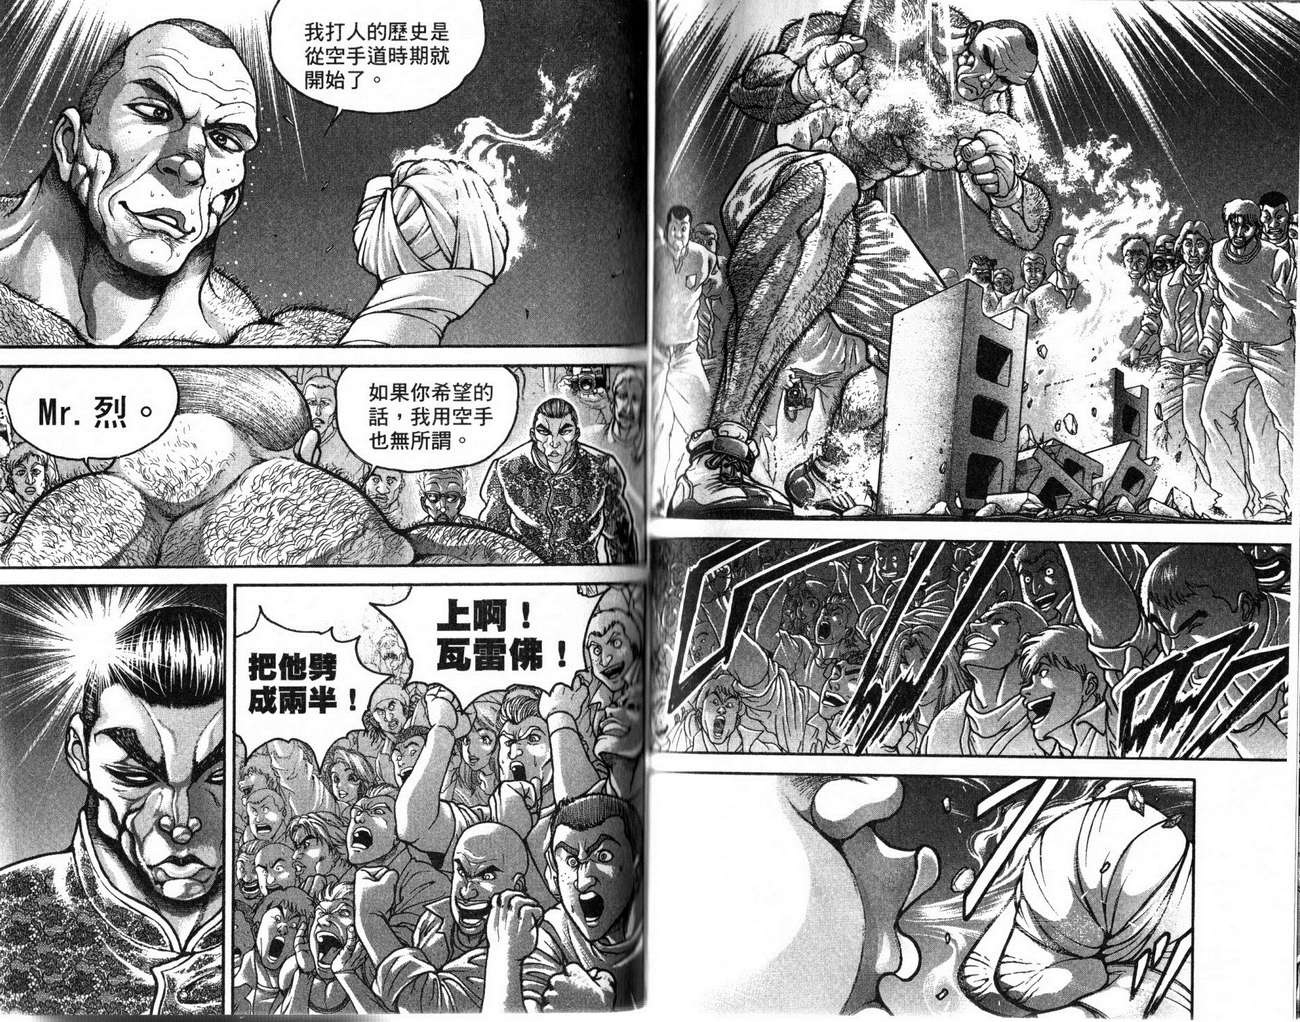 我打人的歷史是
從空手道時期就
開始了。
如果你希望的
話，我用空手
也無所謂。
Mr. 烈。
上啊！
瓦雷佛！
把他劈
成兩半！